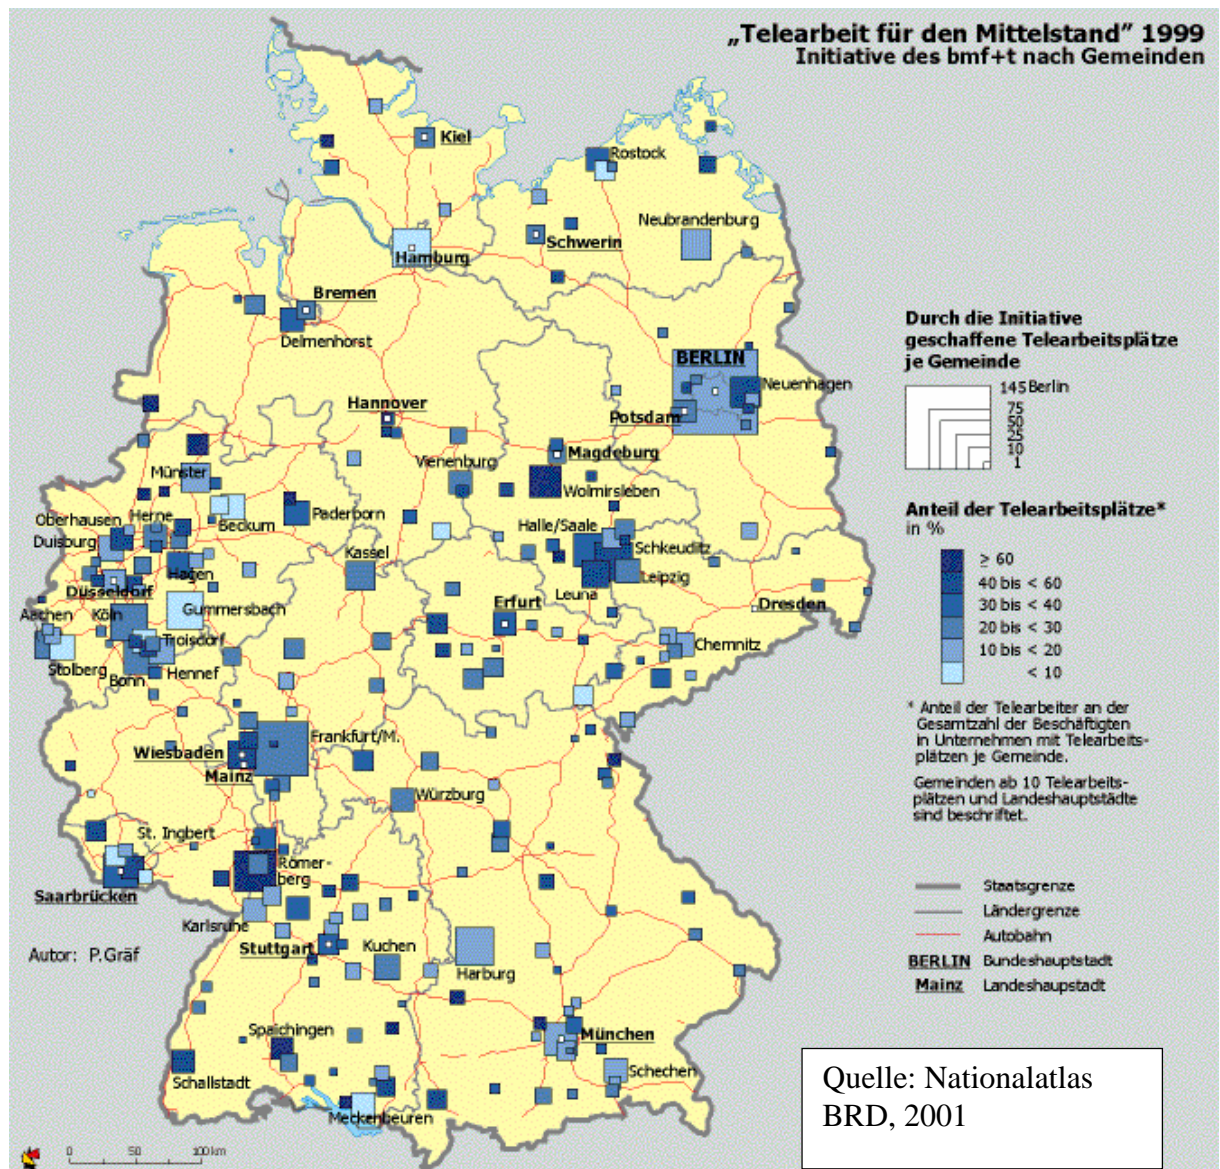 „Telearbeit für den Mittelstand” 1999
Initiative des bmf+t nach Gemeinden
Kiel
Rostock
Neubrandenburg
Schwerin
Hamburg
Bremen
Delmenhorst
BERLIN
Neuenhagen
Hannover
Potsdam
Magdeburg
Vienenburg
Wolmirsleben
Münster
Oberhausen
Herne
Beckum
Paderborn
Duisburg
Halle/Saale
Schkeuditz
Kassel
Hagen
Leipzig
Düsseldorf
Leuna
Erfurt
Dresden
Aachen
Köln
Gummersbach
Troisdorf
Chemnitz
Stolberg
Bonn
Hennef
Wiesbaden
Frankfurt/M.
Mainz
Würzburg
St. Ingbert
Römer-
berg
Saarbrücken
Karlsruhe
Stuttgart
Kuchen
Harburg
Autor: P.Gräf
Spaichingen
München
Schallstadt
Schechen
Meckenbeuren
0 50 100 km
Durch die Initiative
geschaffene Telearbeitsplätze
je Gemeinde
145 Berlin
75
50
25
10
1
Anteil der Telearbeitsplätze*
in %
≥ 60
40 bis < 60
30 bis < 40
20 bis < 30
10 bis < 20
< 10
* Anteil der Telearbeiter an der
Gesamtzahl der Beschäftigten
in Unternehmen mit Telearbeits-
plätzen je Gemeinde.
Gemeinden ab 10 Telearbeits-
plätzen und Landeshauptstädte
sind beschriftet.
Staatsgrenze
Ländergrenze
Autobahn
BERLIN Bundeshauptstadt
Mainz Landeshaupstadt
Quelle: Nationalatlas
BRD, 2001